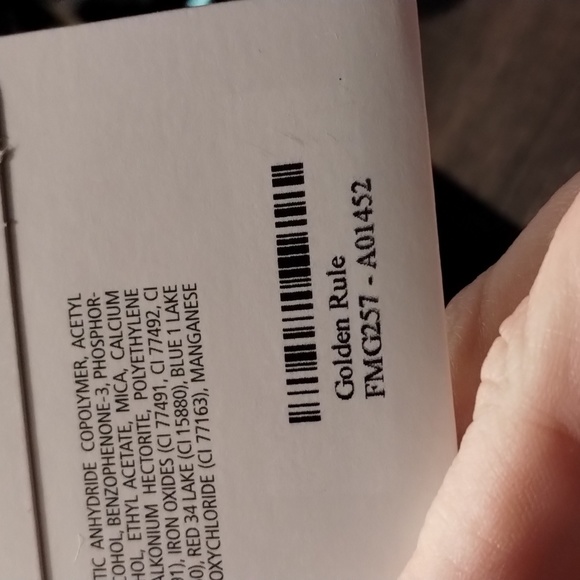 TIC ANHYDRIDE COPOLYMER, ACETYL
COHOL, BENZOPHENONE-3, PHOSPHOR-
HOL, ETHYL ACETATE, MICA, CALCIUM
ALKONIUM HECTORITE, POLYETHYLENE
91), IRON OXIDES (CI 77491, CI 77492, CI
0), RED 34 LAKE (CI 15880), BLUE 1 LAKE
OXYCHLORIDE (CI 77163), MANGANESE
Golden Rule
FMG257 - A01452